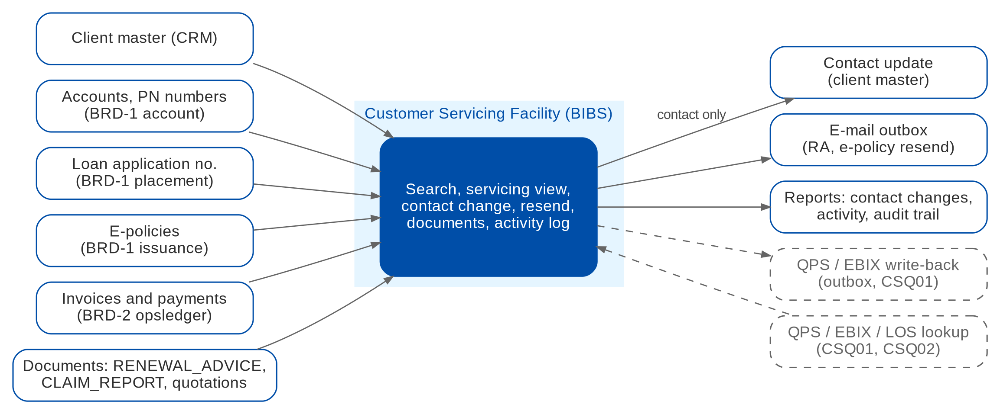 Client master (CRM)
Accounts, PN numbers
(BRD-1 account)
Loan application no.
(BRD-1 placement)
E-policies
(BRD-1 issuance)
Invoices and payments
(BRD-2 opsledger)
Documents: RENEWAL_ADVICE,
CLAIM_REPORT, quotations
Customer Servicing Facility (BIBS)
Search, servicing view,
contact change, resend,
documents, activity log
contact only
Contact update
(client master)
E-mail outbox
(RA, e-policy resend)
Reports: contact changes,
activity, audit trail
QPS / EBIX write-back
(outbox, CSQ01)
QPS / EBIX / LOS lookup
(CSQ01, CSQ02)